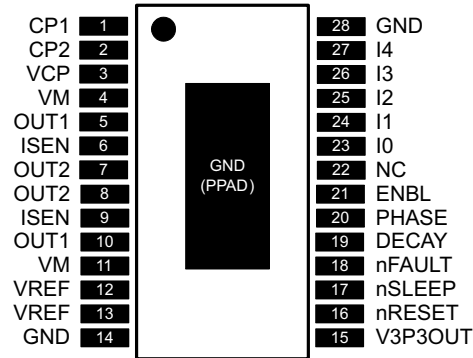 CP1 1 28 GND
CP2 2 27 I4
VCP 3 26 I3
VM 4 25 I2
OUT1 5 24 I1
ISEN 6 23 I0
OUT2 7 22 NC
OUT2 8 21 ENBL
ISEN 9 20 PHASE
OUT1 10 19 DECAY
VM 11 18 nFAULT
VREF 12 17 nSLEEP
VREF 13 16 nRESET
GND 14 15 V3P3OUT
GND
(PPAD)